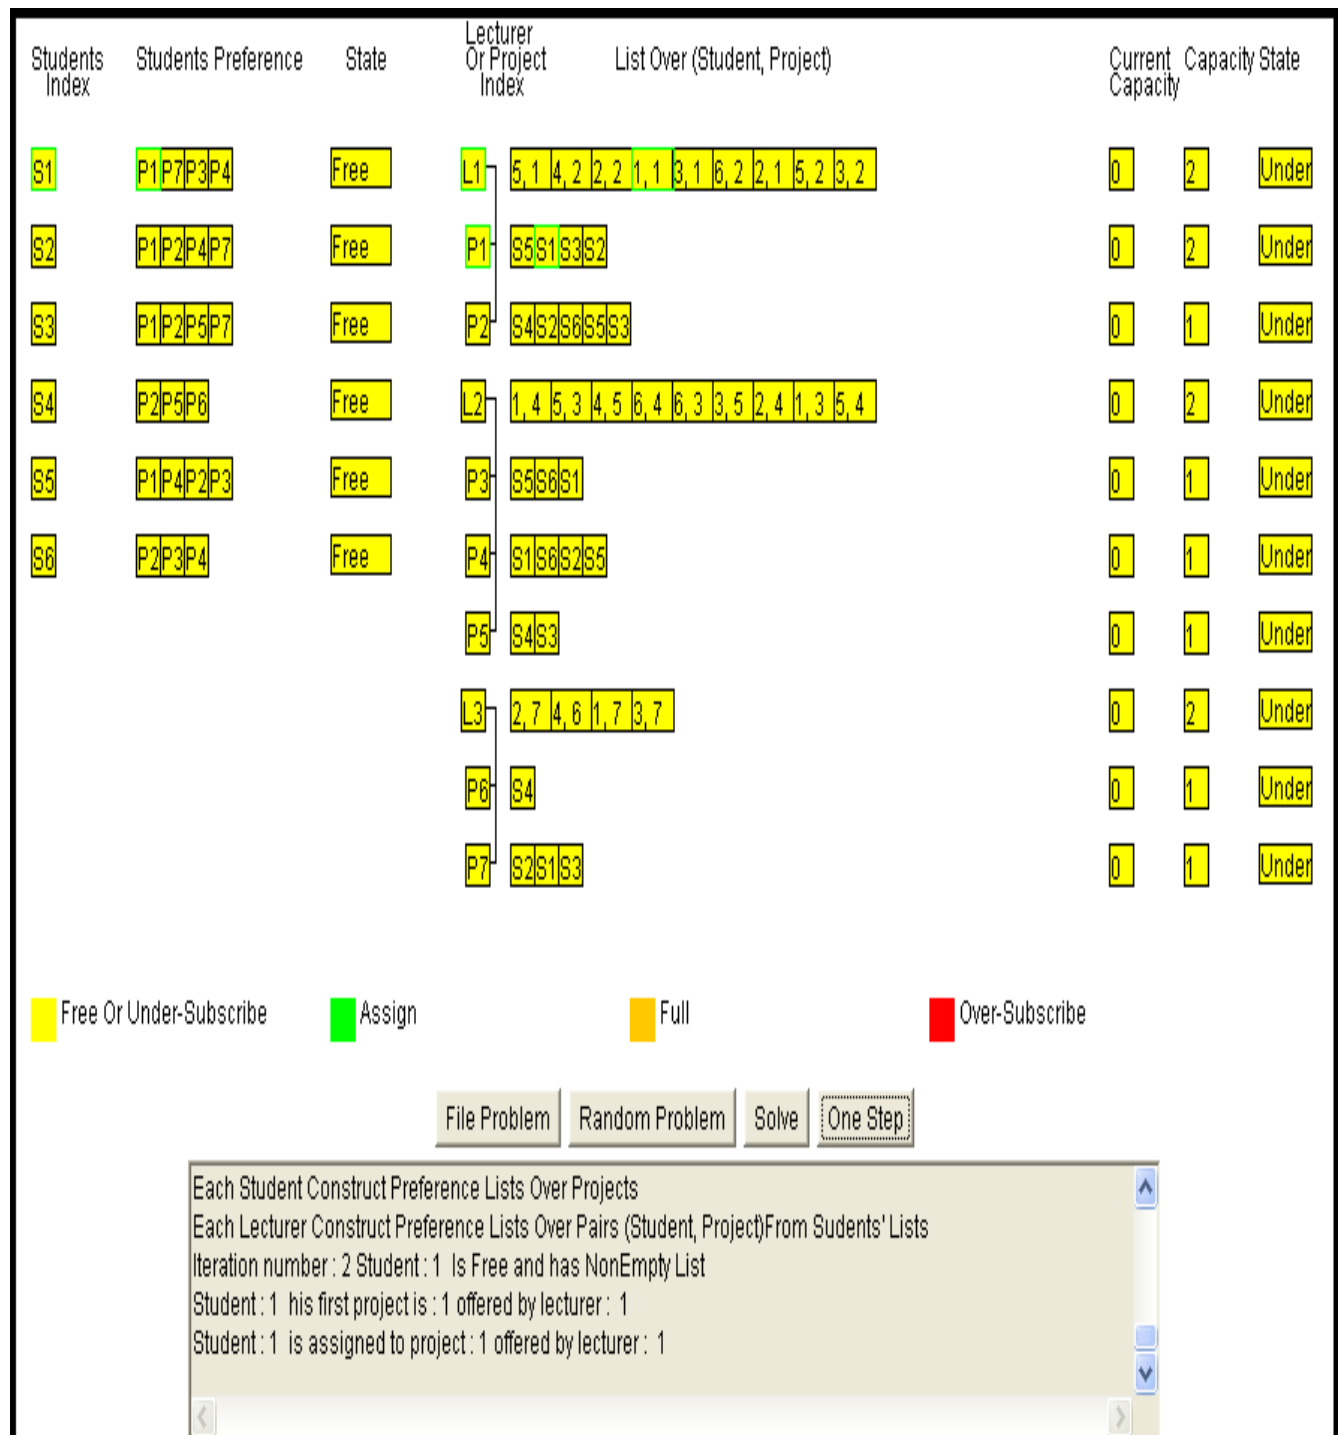 Students Index Students Preference State Lecturer Or Project Index List Over (Student, Project) Current Capacity Capacity State
S1 P1 P7 P3 P4 Free L1 5, 1 4, 2 2, 2 1, 1 3, 1 6, 2 2, 1 5, 2 3, 2 0 2 Under
S2 P1 P2 P4 P7 Free P1 S5 S1 S3 S2 0 2 Under
S3 P1 P2 P5 P7 Free P2 S4 S2 S6 S5 S3 0 1 Under
S4 P2 P5 P6 Free L2 1, 4 5, 3 4, 5 6, 4 6, 3 3, 5 2, 4 1, 3 5, 4 0 2 Under
S5 P1 P4 P2 P3 Free P3 S5 S6 S1 0 1 Under
S6 P2 P3 P4 Free P4 S1 S6 S2 S5 0 1 Under
P5 S4 S3 0 1 Under
L3 2, 7 4, 6 1, 7 3, 7 0 2 Under
P6 S4 0 1 Under
P7 S2 S1 S3 0 1 Under
Free Or Under-Subscribe Assign Full Over-Subscribe
File Problem Random Problem Solve One Step
Each Student Construct Preference Lists Over Projects
Each Lecturer Construct Preference Lists Over Pairs (Student, Project)From Sudents' Lists
Iteration number : 2 Student : 1 Is Free and has NonEmpty List
Student : 1 his first project is : 1 offered by lecturer : 1
Student : 1 is assigned to project : 1 offered by lecturer : 1